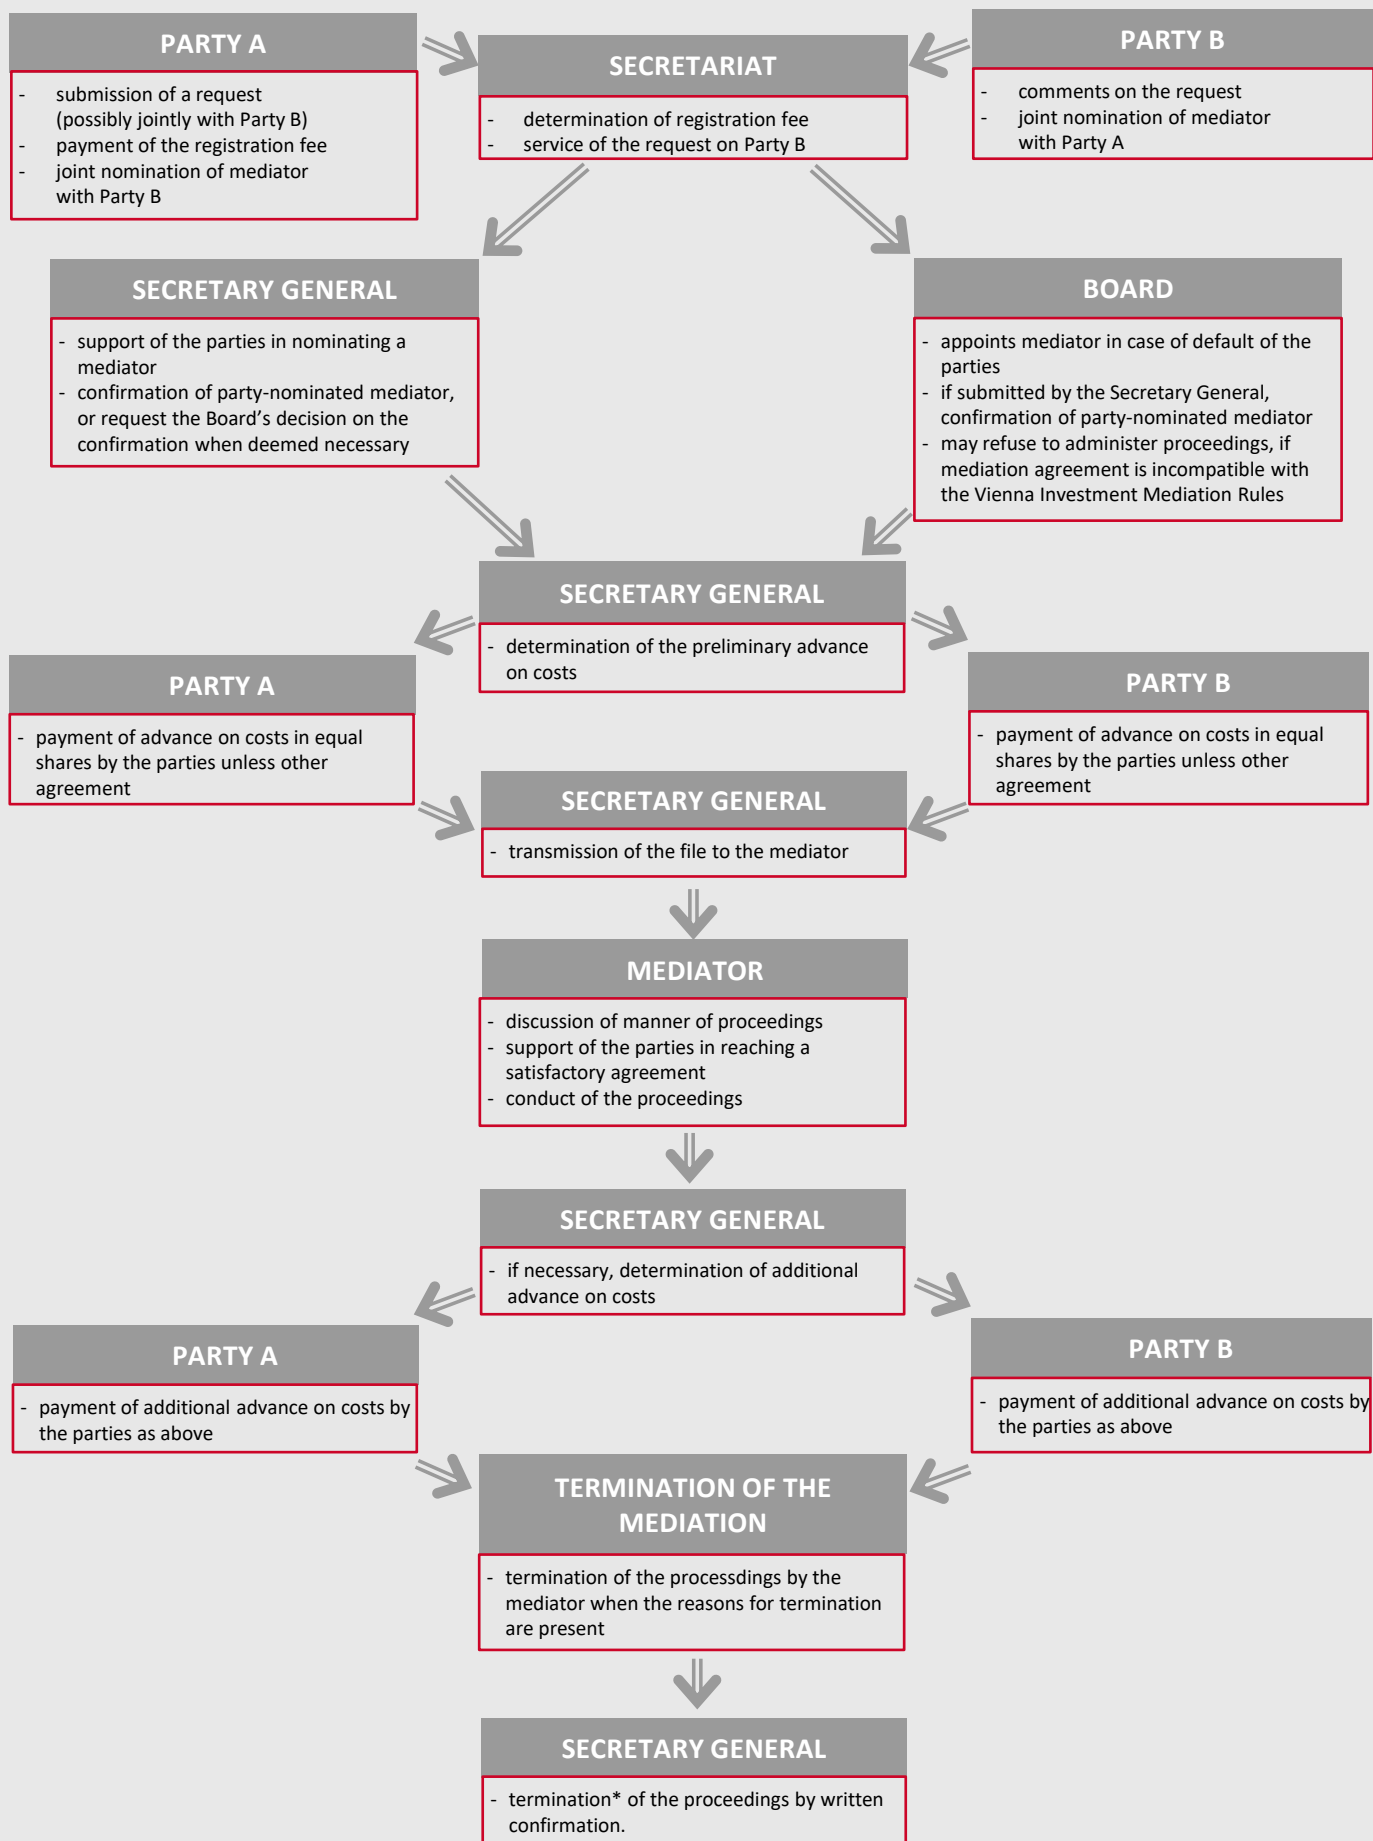 PARTY A
- submission of a request
(possibly jointly with Party B)
- payment of the registration fee
- joint nomination of mediator
with Party B
SECRETARIAT
- determination of registration fee
- service of the request on Party B
PARTY B
- comments on the request
- joint nomination of mediator
with Party A
SECRETARY GENERAL
- support of the parties in nominating a
mediator
- confirmation of party-nominated mediator,
or request the Board’s decision on the
confirmation when deemed necessary
BOARD
- appoints mediator in case of default of the
parties
- if submitted by the Secretary General,
confirmation of party-nominated mediator
- may refuse to administer proceedings, if
mediation agreement is incompatible with
the Vienna Investment Mediation Rules
SECRETARY GENERAL
- determination of the preliminary advance
on costs
PARTY A
- payment of advance on costs in equal
shares by the parties unless other
agreement
PARTY B
- payment of advance on costs in equal
shares by the parties unless other
agreement
SECRETARY GENERAL
- transmission of the file to the mediator
MEDIATOR
- discussion of manner of proceedings
- support of the parties in reaching a
satisfactory agreement
- conduct of the proceedings
SECRETARY GENERAL
- if necessary, determination of additional
advance on costs
PARTY A
- payment of additional advance on costs by
the parties as above
PARTY B
- payment of additional advance on costs by
the parties as above
TERMINATION OF THE
MEDIATION
- termination of the processdings by the
mediator when the reasons for termination
are present
SECRETARY GENERAL
- termination* of the proceedings by written
confirmation.